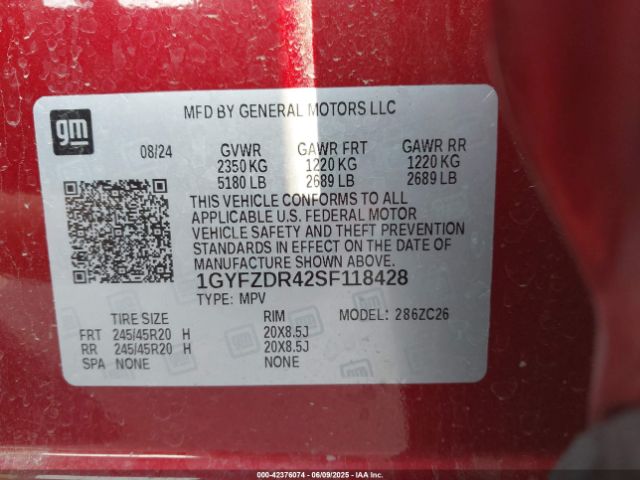 MFD BY GENERAL MOTORS LLC
gm
08/24 GVWR GAWR FRT GAWR RR
2350 KG 1220 KG 1220 KG
5180 LB 2689 LB 2689 LB
THIS VEHICLE CONFORMS TO ALL
APPLICABLE U.S. FEDERAL MOTOR
VEHICLE SAFETY AND THEFT PREVENTION
STANDARDS IN EFFECT ON THE DATE OF
MANUFACTURE SHOWN ABOVE.
1GYFZDR42SF118428
TYPE: MPV
TIRE SIZE RIM MODEL: 286ZC26
FRT 245/45R20 H 20X8.5J
RR 245/45R20 H 20X8.5J
SPA NONE NONE
000-42376074 / 06/09/2025 / IAAI.COM